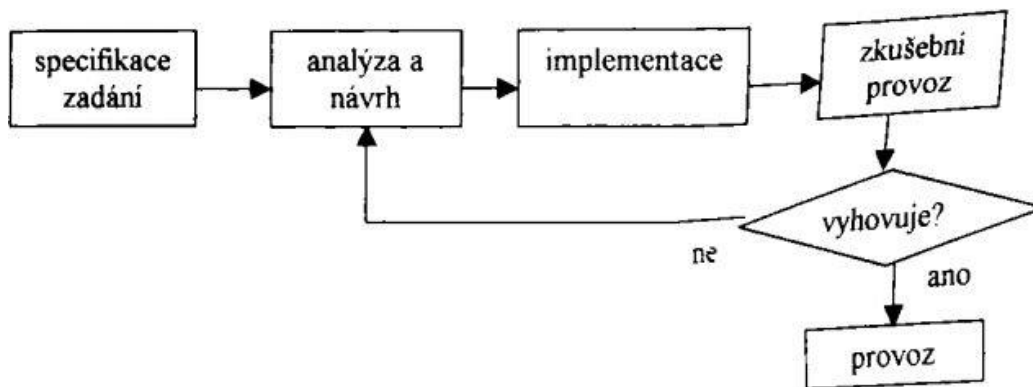 specifikace
zadání
analýza a
návrh
implementace
zkušební
provoz
vyhovuje?
ne
ano
provoz